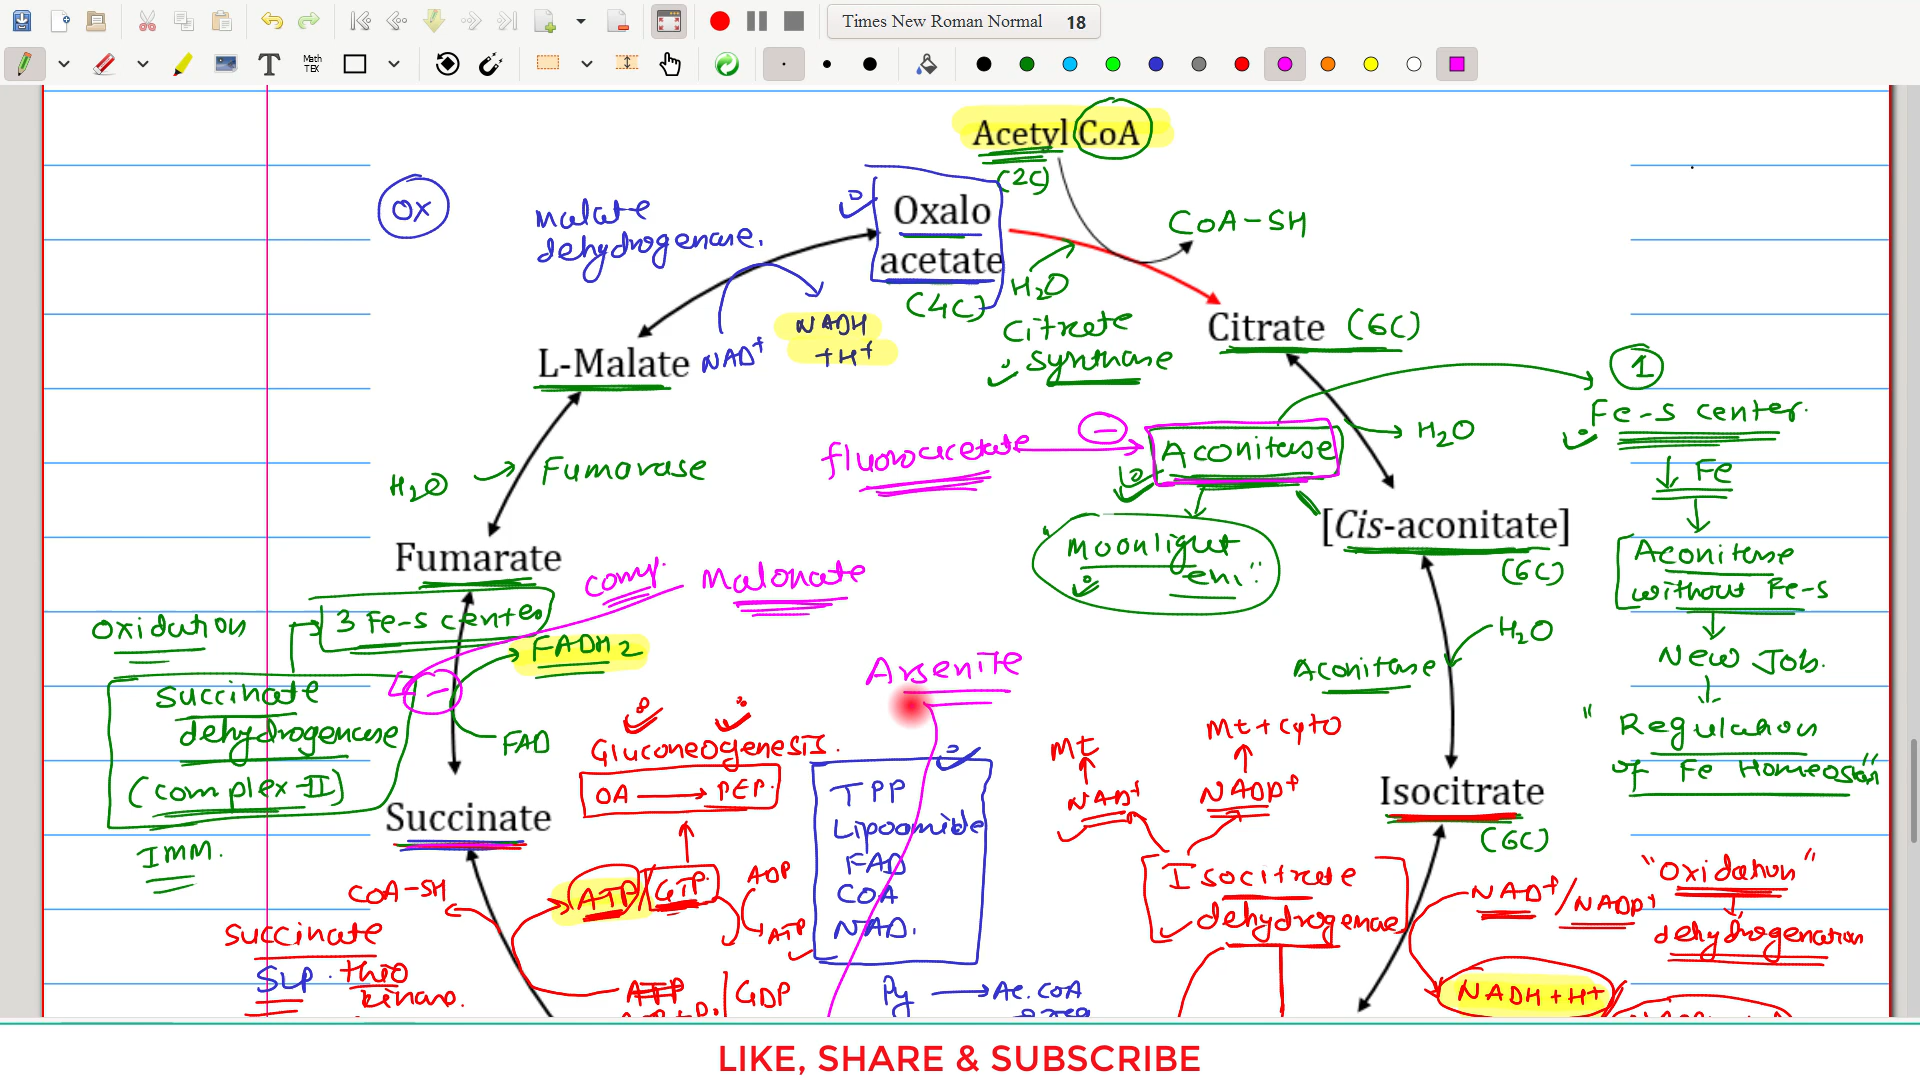 Times New Roman Normal 18
Math
TEX
T
Acetyl CoA
(2C)
OX
Malate
dehydrogenase.
Oxalo
acetate
(4C)
CoA-SH
H2O
Citrate
synthase
Citrate (6C)
NAD+
NADH
+H+
L-Malate
1
Fe-S center.
fluoroacetate
-
Aconitase
H2O
↓ Fe
H2O
Fumarase
[Cis-aconitate]
(6C)
"Moonlight
en."
Aconitase
without Fe-S
Fumarate
comp.
Malonate
oxidation
3 Fe-S center
FADH2
H2O
Aconitase
New Job.
Arsenite
Succinate
dehydrogenase
(complex-II)
IMM.
-
FAD
"Regulation
of Fe Homeostasis"
Gluconeogenesis.
OA → PEP.
Mt
NAD+
Mt + Cyto
NADP+
TPP
Lipoamide
FAD
COA
NAD.
Isocitrate
(6C)
Succinate
COA-SH
ATP/GTP
ADP
ATP
Isocitrate
dehydrogenase
NAD+/NADP+
"Oxidation"
dehydrogenation
NADH+H+
succinate
thio
kinase.
SLP.
ATP
GDP
Py → Ac. COA
LIKE, SHARE & SUBSCRIBE